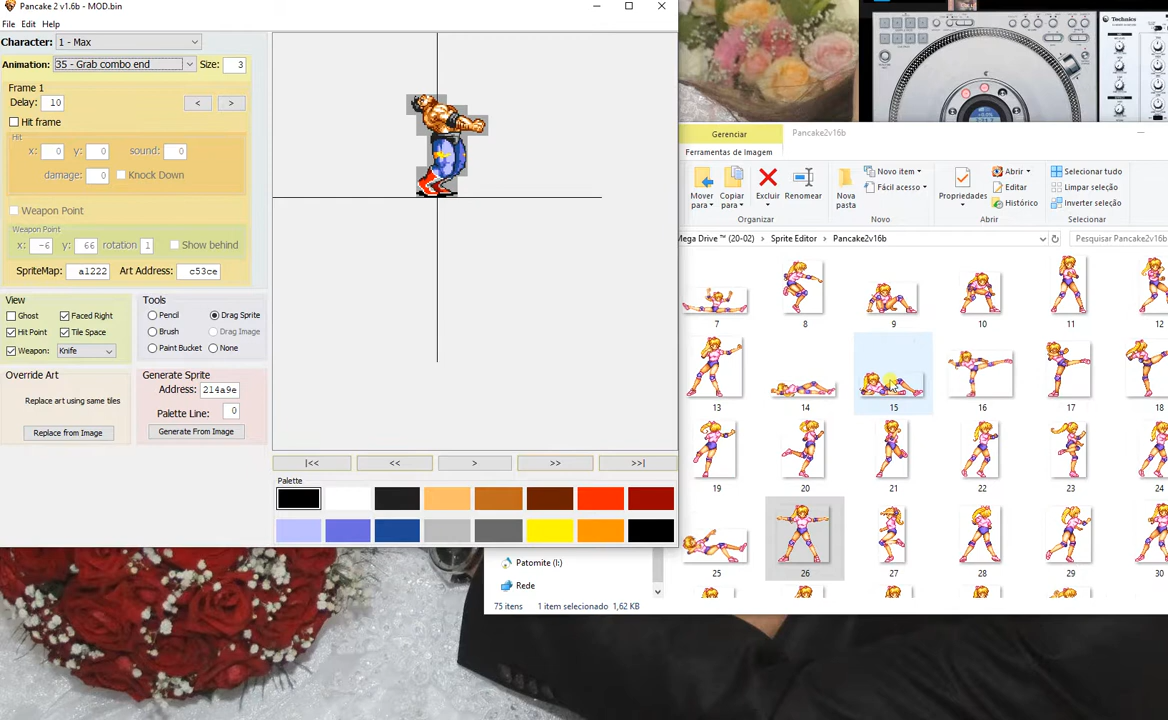 Pancake 2 v1.6b - MOD.bin
File Edit Help
Character: 1 - Max
Animation: 35 - Grab combo end Size: 3
Frame 1
Delay: 10 < >
Hit frame
Hit
x: 0 y: 0 sound: 0
damage: 0 Knock Down
Weapon Point
Weapon Point
x: -6 y: 66 rotation 1 Show behind
SpriteMap: a1222 Art Address: c53ce
View
Ghost Faced Right
Hit Point Tile Space
Weapon: Knife
Tools
Pencil Drag Sprite
Brush Drag Image
Paint Bucket None
Override Art
Replace art using same tiles
Replace from Image
Generate Sprite
Address: 214a9e
Palette Line: 0
Generate From Image
|<< << > >> >>|
Palette
Technics
Gerenciar Pancake2v16b
Ferramentas de Imagem
Mover para Copiar para Excluir Renomear
Organizar
Nova pasta Novo item
Fácil acesso
Novo
Propriedades Abrir
Editar
Histórico
Abrir
Selecionar tudo
Limpar seleção
Inverter seleção
Selecionar
Mega Drive ™ (20-02) Sprite Editor Pancake2v16b Pesquisar Pancake2v16b
7 8 9 10 11 12
13 14 15 16 17 18
19 20 21 22 23 24
25 26 27 28 29 30
Patomite (I:)
Rede
75 itens 1 item selecionado 1,62 KB